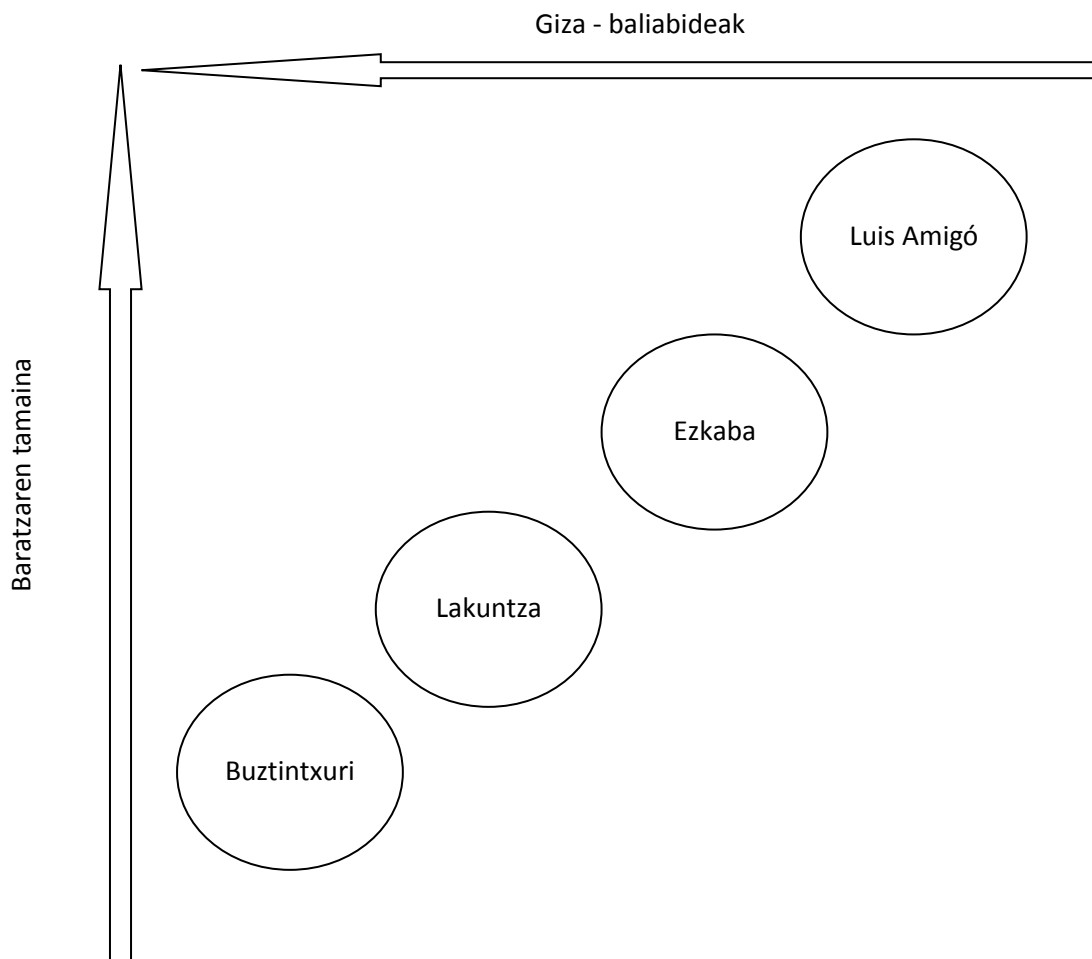 Giza - baliabideak
Luis Amigó
Ezkaba
Baratzaren tamaina
Lakuntza
Buztintxuri